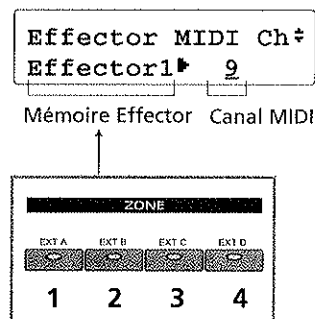 Effector MIDI Ch
Effector1 9
Mémoire Effector Canal MIDI
ZONE
EXT A EXT B EXT C EXT D
1 2 3 4